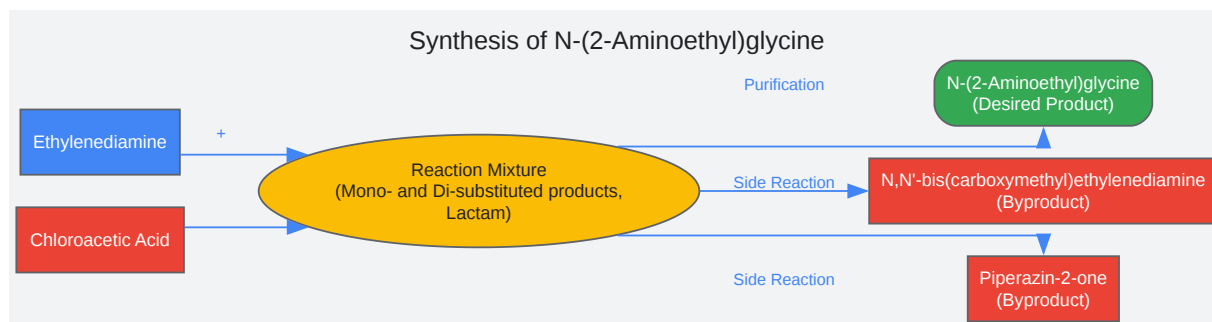 Synthesis of N-(2-Aminoethyl)glycine
Ethylenediamine
+
Chloroacetic Acid
Reaction Mixture
(Mono- and Di-substituted products,
Lactam)
Purification
N-(2-Aminoethyl)glycine
(Desired Product)
Side Reaction
N,N'-bis(carboxymethyl)ethylenediamine
(Byproduct)
Side Reaction
Piperazin-2-one
(Byproduct)